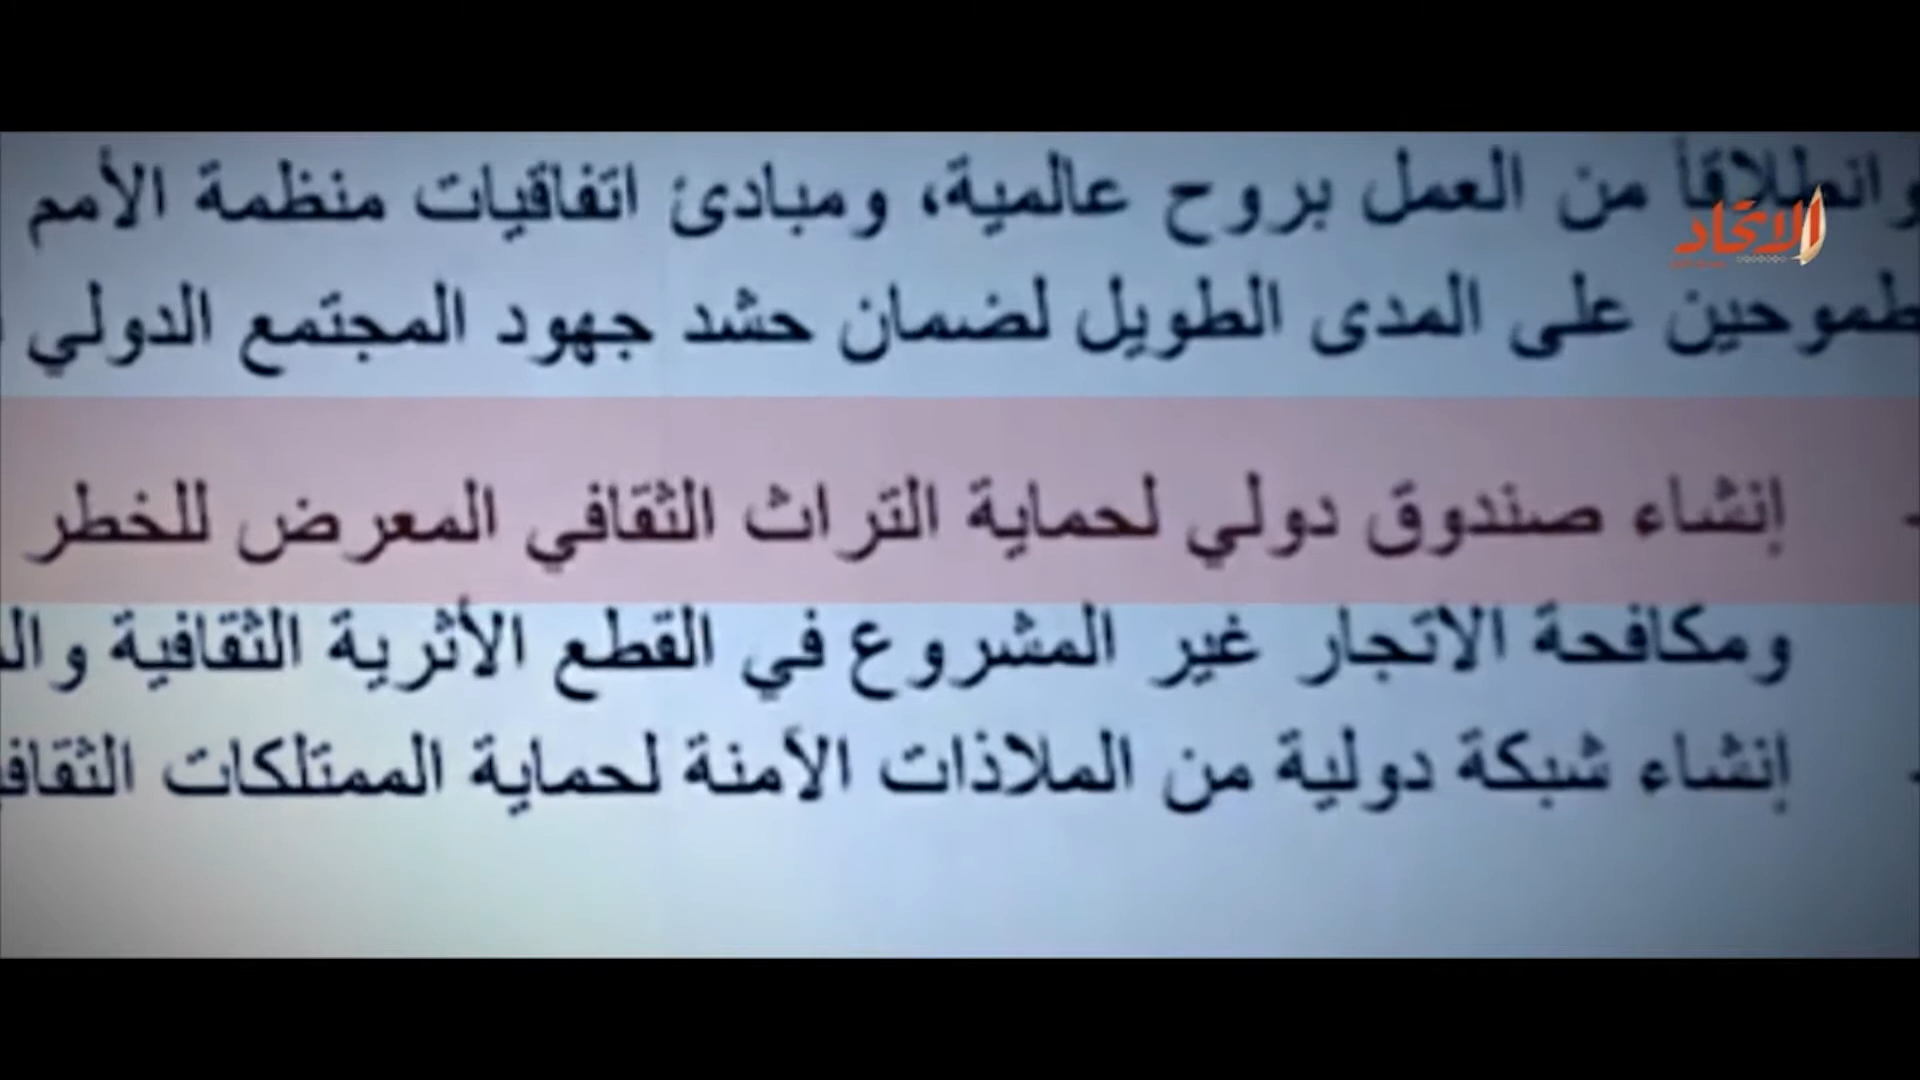 وانطلاقاً من العمل بروح عالمية، ومبادئ اتفاقيات منظمة الأمم
الاتحاد
طموحين على المدى الطويل لضمان حشد جهود المجتمع الدولي
- إنشاء صندوق دولي لحماية التراث الثقافي المعرض للخطر
ومكافحة الاتجار غير المشروع في القطع الأثرية الثقافية
- إنشاء شبكة دولية من الملاذات الآمنة لحماية الممتلكات